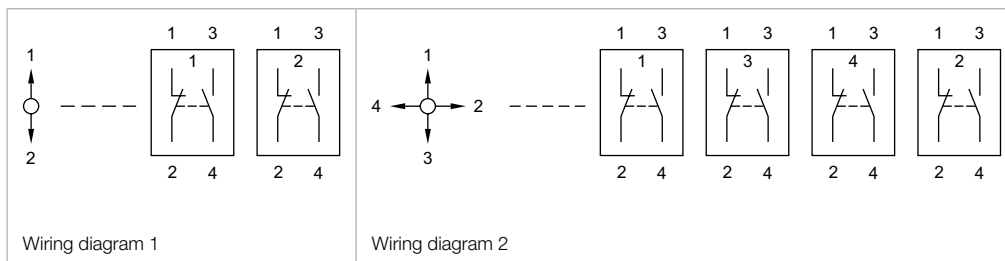 1 3 1 3 1 3 1 3 1 3 1 3
1 2 1 1 1 3 4 2
4 2
2 3
2 4 2 4 2 4 2 4 2 4 2 4
Wiring diagram 1 Wiring diagram 2